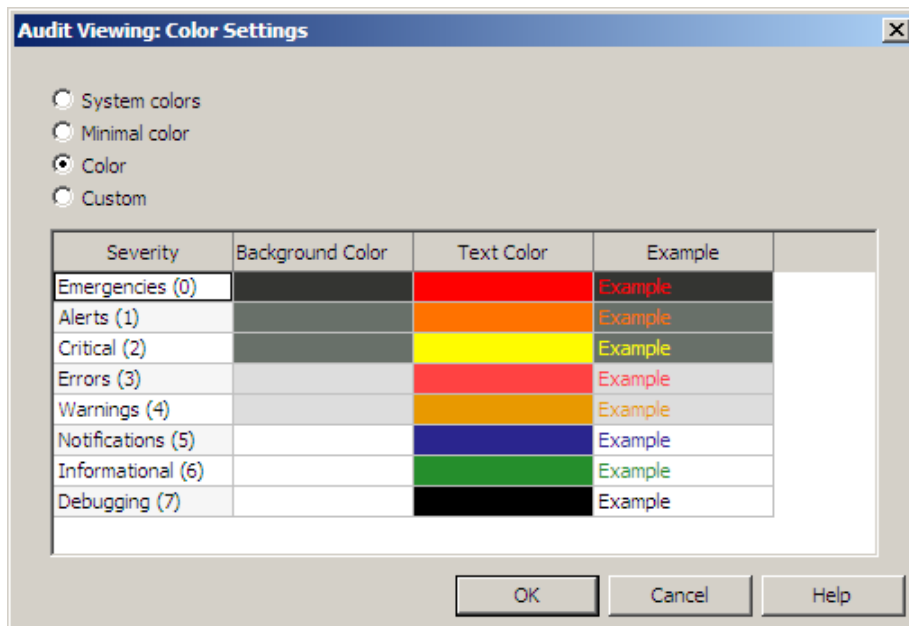 Audit Viewing: Color Settings
System colors
Minimal color
Color
Custom
Severity Background Color Text Color Example
Emergencies (0) Example
Alerts (1) Example
Critical (2) Example
Errors (3) Example
Warnings (4) Example
Notifications (5) Example
Informational (6) Example
Debugging (7) Example
OK Cancel Help